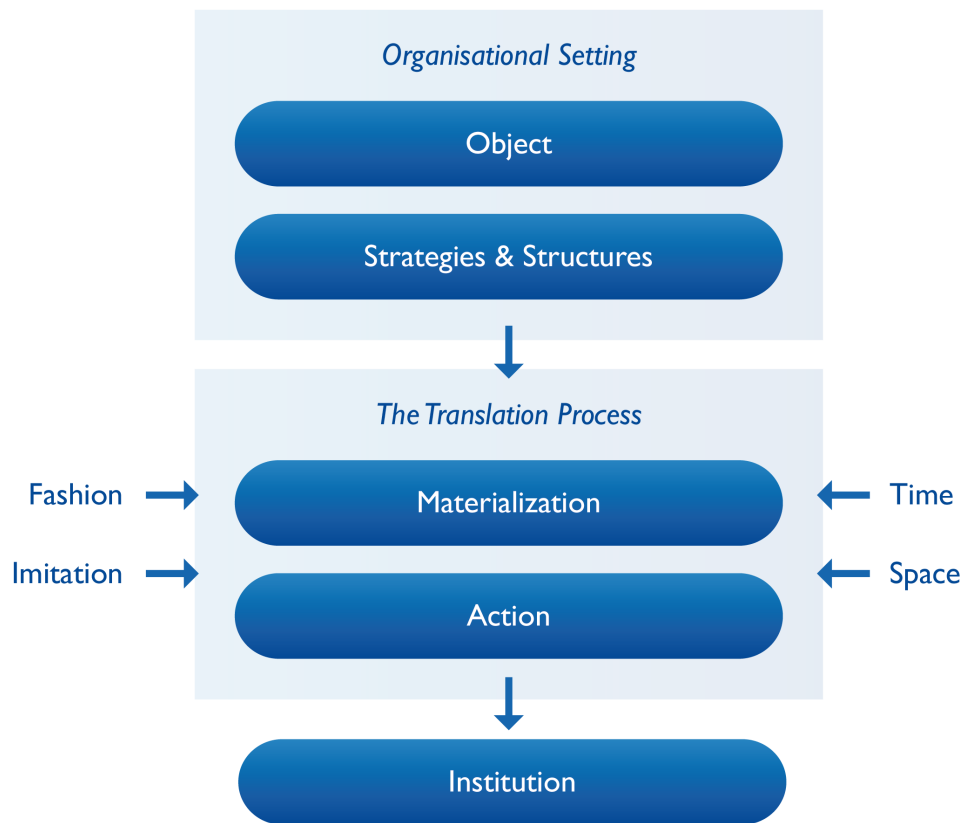 Organisational Setting
Object
Strategies & Structures
The Translation Process
Fashion
Materialization
Time
Imitation
Space
Action
Institution